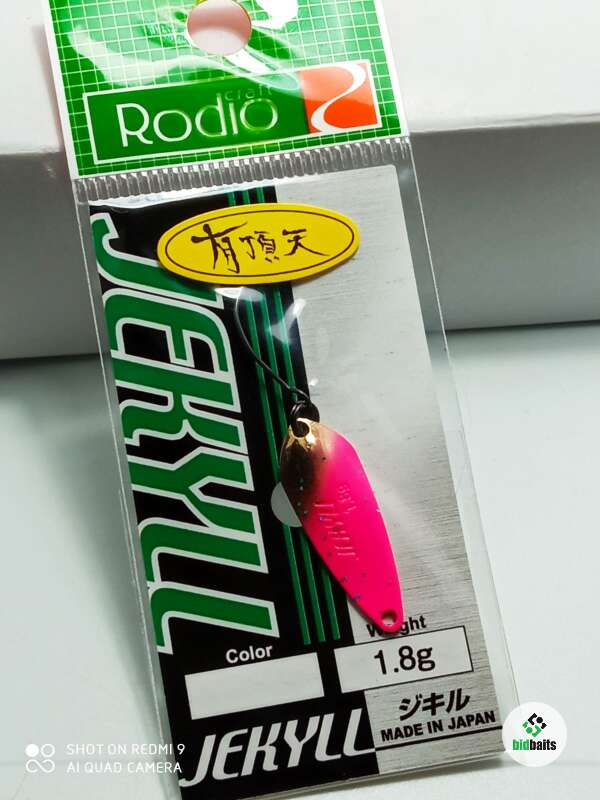 craft
Rodio
有頂天
JEKYLL
JEKYLL
Color
Weight
1.8g
JEKYLL
ジキル
MADE IN JAPAN
SHOT ON REDMI 9
AI QUAD CAMERA
bidbaits